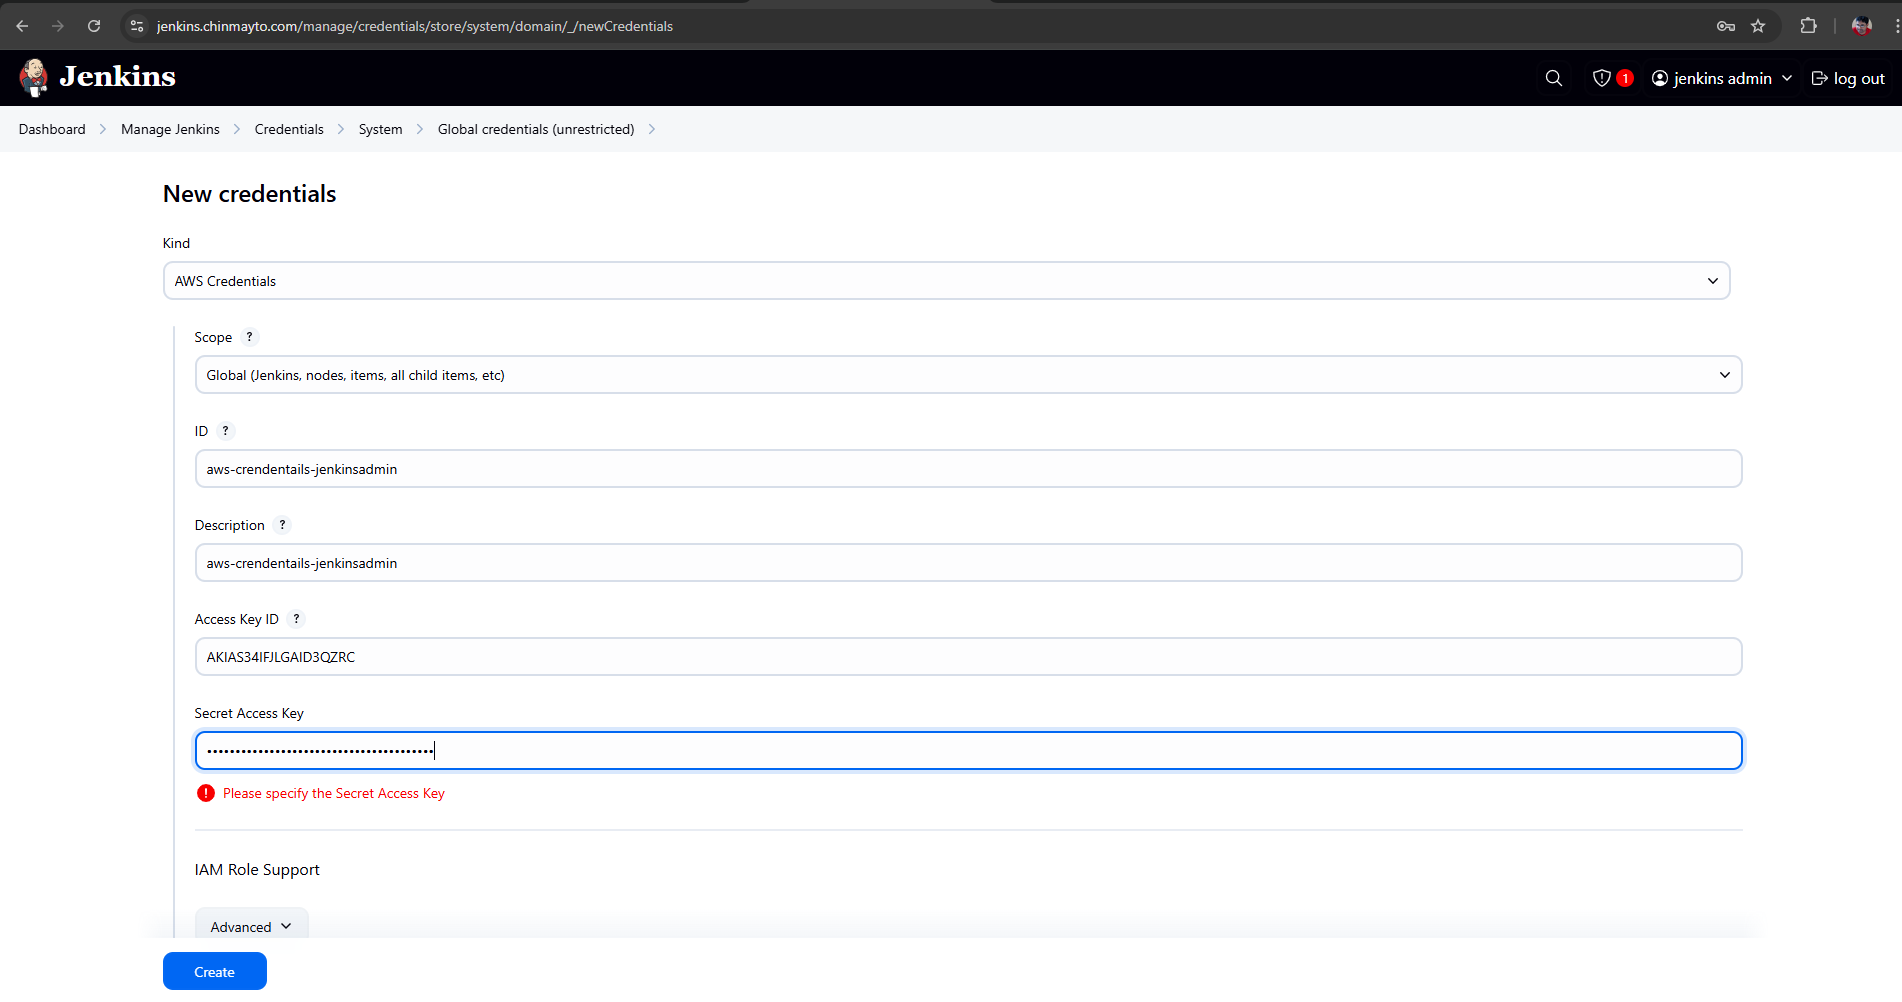 jenkins.chinmayto.com/manage/credentials/store/system/domain/_/newCredentials
Jenkins
1
jenkins admin
log out
Dashboard
Manage Jenkins
Credentials
System
Global credentials (unrestricted)
New credentials
Kind
AWS Credentials
Scope ?
Global (Jenkins, nodes, items, all child items, etc)
ID ?
aws-crendentails-jenkinsadmin
Description ?
aws-crendentails-jenkinsadmin
Access Key ID ?
AKIAS34IFJLGAID3QZRC
Secret Access Key
Please specify the Secret Access Key
IAM Role Support
Advanced
Create